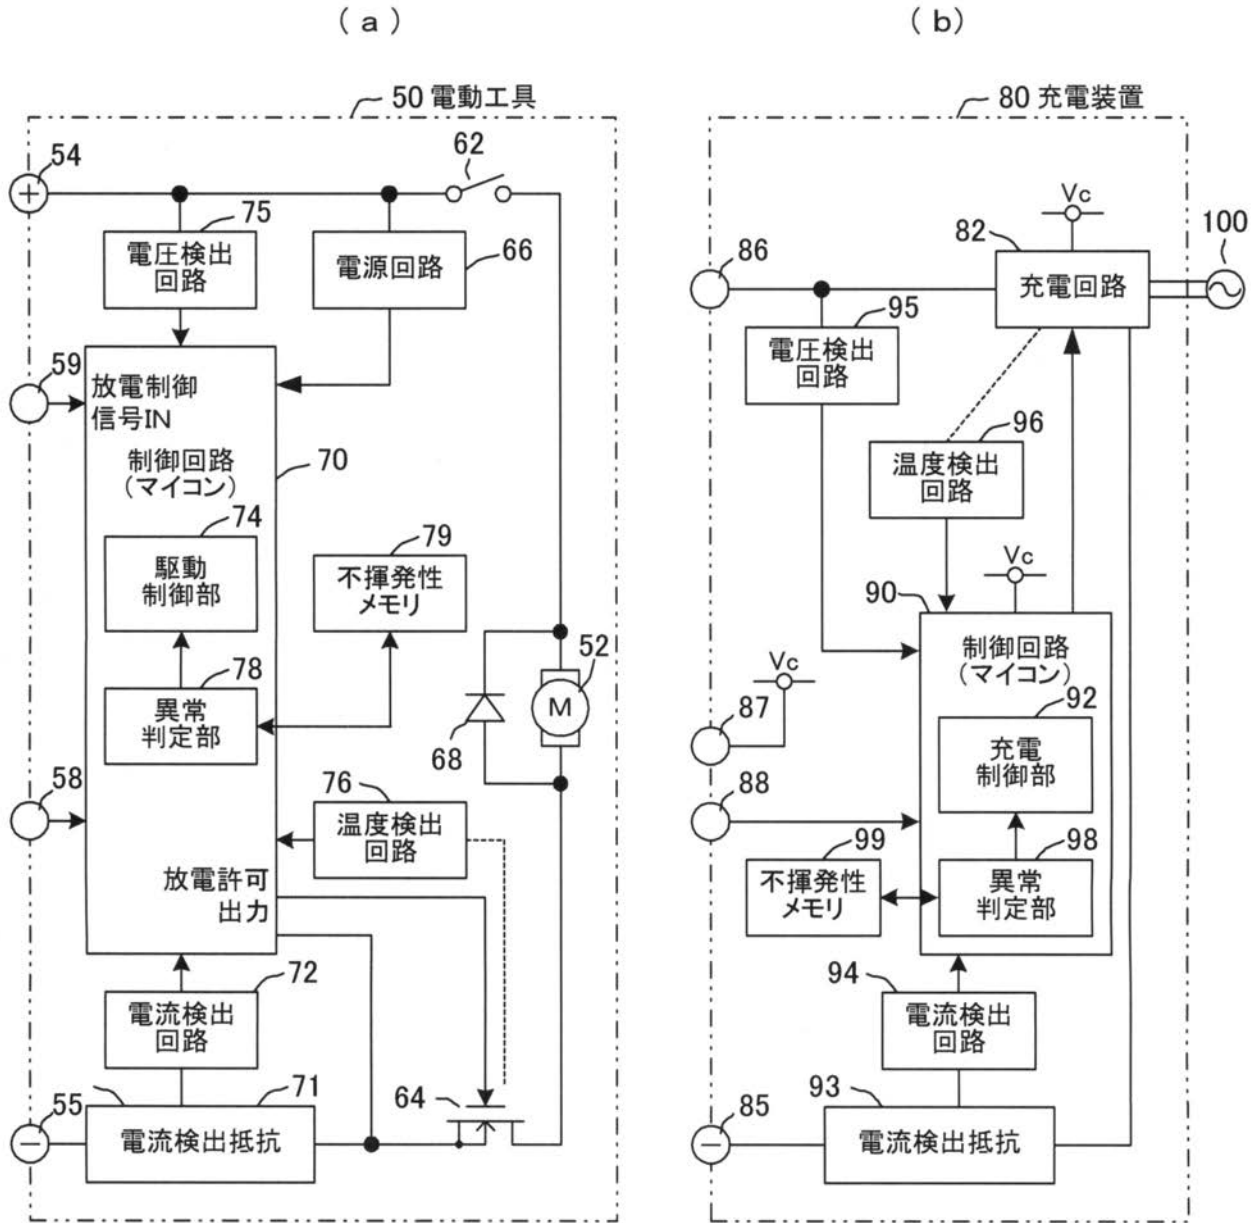 (a)
50 電動工具
54
62
75
電圧検出
回路
電源回路
66
59
放電制御
信号IN
制御回路
(マイコン)
70
74
駆動
制御部
79
不揮発性
メモリ
78
異常
判定部
68
52
M
58
76
温度検出
回路
放電許可
出力
72
電流検出
回路
55
71
電流検出抵抗
64
(b)
80 充電装置
Vc
82
充電回路
100
86
95
電圧検出
回路
96
温度検出
回路
Vc
90
制御回路
(マイコン)
Vc
87
92
充電
制御部
88
99
不揮発性
メモリ
98
異常
判定部
94
電流検出
回路
85
93
電流検出抵抗